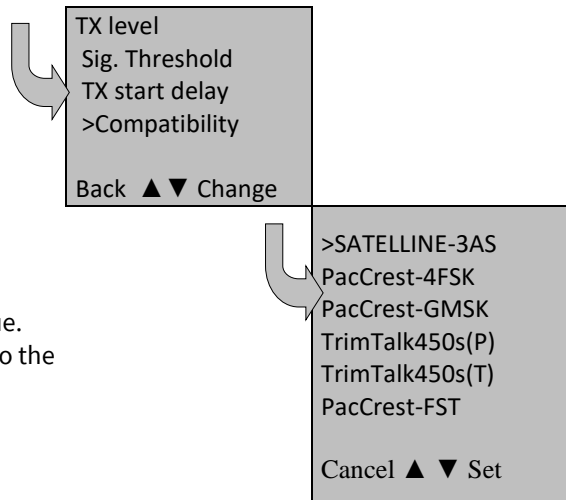 TX level
Sig. Threshold
TX start delay
>Compatibility
Back ▲ ▼ Change
>SATELLINE-3AS
PacCrest-4FSK
PacCrest-GMSK
TrimTalk450s(P)
TrimTalk450s(T)
PacCrest-FST
Cancel ▲ ▼ Set
o the